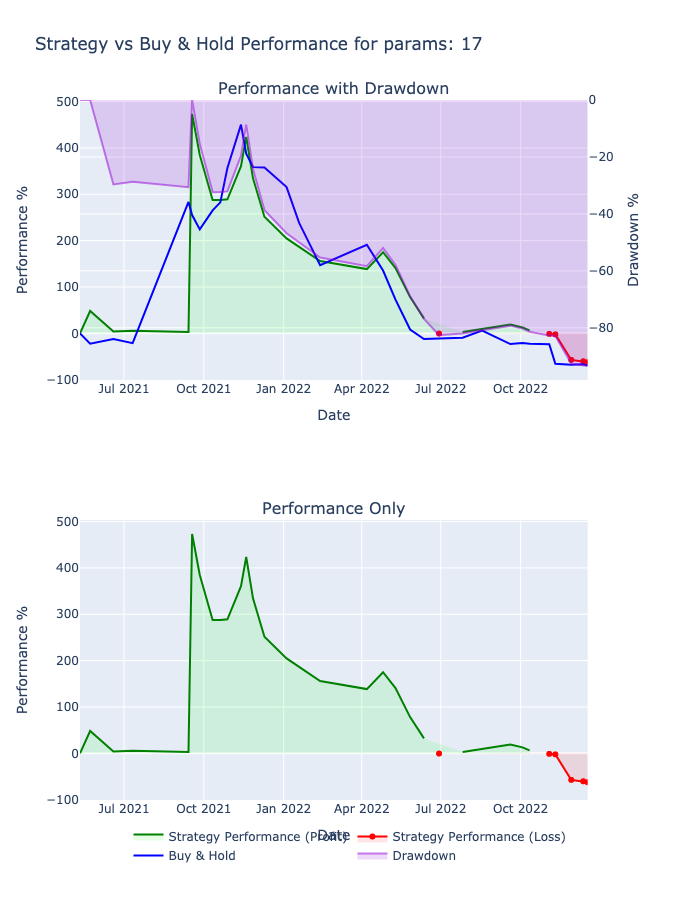 Strategy vs Buy & Hold Performance for params: 17
Performance with Drawdown
500
400
300
200
100
0
−100
0
−20
−40
−60
−80
Performance %
Drawdown %
Jul 2021
Oct 2021
Jan 2022
Apr 2022
Jul 2022
Oct 2022
Date
Performance Only
500
400
300
200
100
0
−100
Performance %
Jul 2021
Oct 2021
Jan 2022
Apr 2022
Jul 2022
Oct 2022
Date
Strategy Performance (Profit)
Strategy Performance (Loss)
Buy & Hold
Drawdown